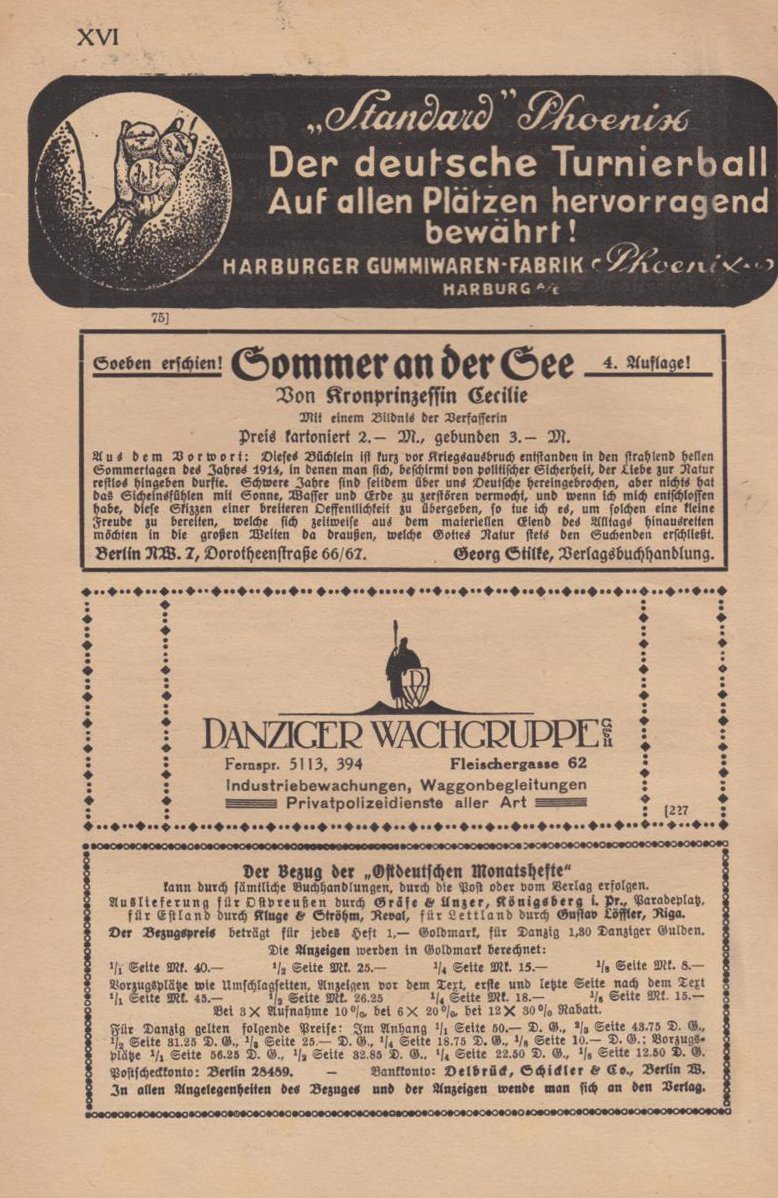 XVI
„Standard” Phoenix
Der deutsche Turnierball
Auf allen Plätzen hervorragend
bewährt!
HARBURGER GUMMIWAREN-FABRIK Phoenix
HARBURG A/E
75]
Soeben erschien! Sommer an der See 4. Auflage!
Von Kronprinzessin Cecilie
Mit einem Bildnis der Verfasserin
Preis kartoniert 2.— M., gebunden 3.— M.
Aus dem Vorwort: Dieses Büchlein ist kurz vor Kriegsausbruch entstanden in den strahlend hellen
Sommertagen des Jahres 1914, in denen man sich, beschirmt von politischer Sicherheit, der Liebe zur Natur
restlos hingeben durfte. Schwere Jahre sind seitdem über uns Deutsche hereingebrochen, aber nichts hat
das Sicheinsfühlen mit Sonne, Wasser und Erde zu zerstören vermocht, und wenn ich mich entschlossen
habe, diese Skizzen einer breiteren Oeffentlichkeit zu übergeben, so tue ich es, um solchen eine kleine
Freude zu bereiten, welche sich zeitweise aus dem materiellen Elend des Alltags hinausretten
möchten in die großen Weiten da draußen, welche Gottes Natur stets den Suchenden erschließt.
Berlin NW. 7, Dorotheenstraße 66/67. Georg Stilke, Verlagsbuchhandlung.
DW
DANZIGER WACHGRUPPE GmbH
Fernspr. 5113, 394 Fleischergasse 62
Industriebewachungen, Waggonbegleitungen
Privatpolizeidienste aller Art
[227
Der Bezug der „Ostdeutschen Monatshefte“
kann durch sämtliche Buchhandlungen, durch die Post oder vom Verlag erfolgen.
Auslieferung für Ostpreußen durch Gräfe & Unzer, Königsberg i. Pr., Paradeplatz,
für Estland durch Kluge & Ströhm, Reval, für Lettland durch Gustav Löffler, Riga.
Der Bezugspreis beträgt für jedes Heft 1,— Goldmark, für Danzig 1,30 Danziger Gulden.
Die Anzeigen werden in Goldmark berechnet:
1/1 Seite Mk. 40.— 1/2 Seite Mk. 25.— 1/4 Seite Mk. 15.— 1/8 Seite Mk. 8.—
Vorzugsplätze wie Umschlagseiten, Anzeigen vor dem Text, erste und letzte Seite nach dem Text
1/1 Seite Mk. 45.— 1/2 Seite Mk. 26.25 1/4 Seite Mk. 18.— 1/8 Seite Mk. 15.—
Bei 3 × Aufnahme 10%, bei 6 × 20%, bei 12 × 30% Rabatt.
Für Danzig gelten folgende Preise: Im Anhang 1/1 Seite 50.— D. G., 2/3 Seite 43.75 D. G.,
1/2 Seite 31.25 D. G., 1/3 Seite 25.— D. G., 1/4 Seite 18.75 D. G., 1/8 Seite 10.— D. G.; Vorzugs-
plätze 1/1 Seite 56.25 D. G., 1/2 Seite 32.85 D. G., 1/4 Seite 22.50 D. G., 1/8 Seite 12.50 D. G.
Postscheckkonto: Berlin 28489. — Bankkonto: Delbrück, Schickler & Co., Berlin W.
In allen Angelegenheiten des Bezuges und der Anzeigen wende man sich an den Verlag.